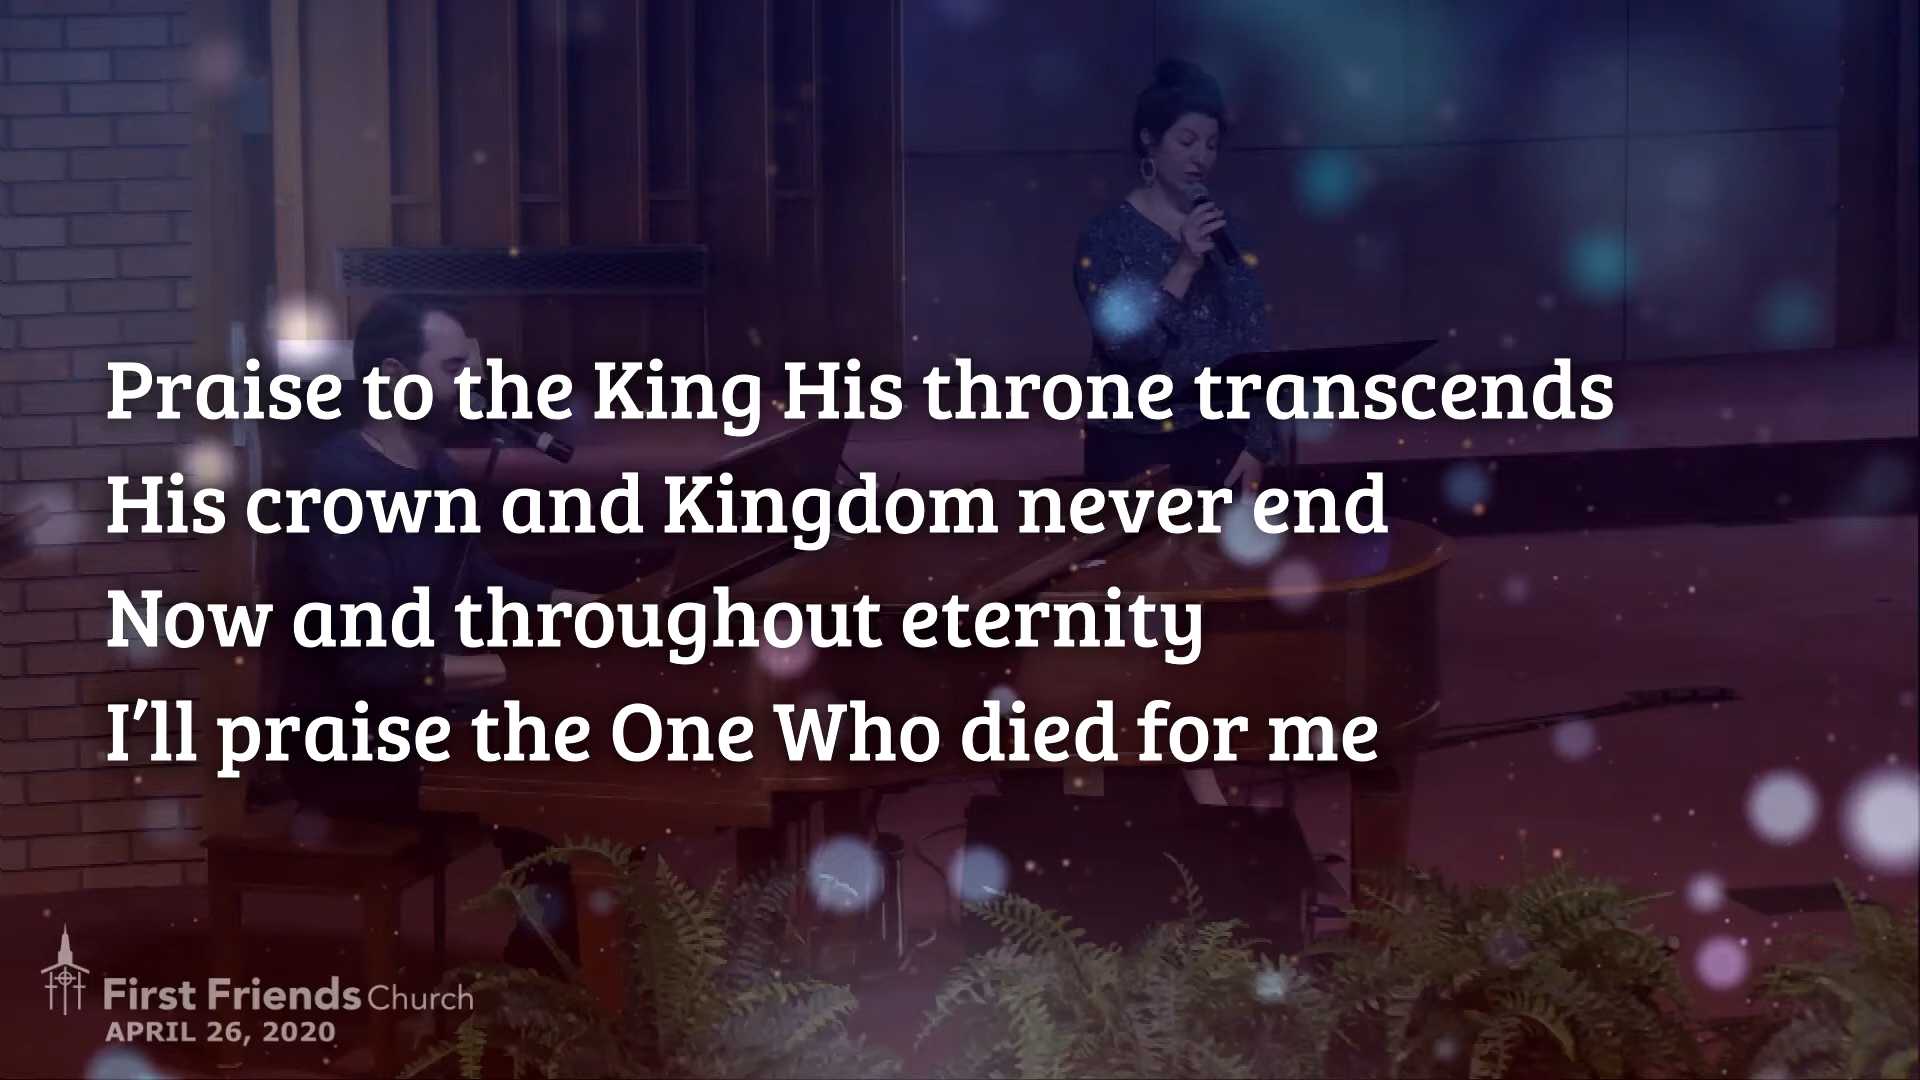 Praise to the King His throne transcends
His crown and Kingdom never end
Now and throughout eternity
I’ll praise the One Who died for me
First Friends Church
APRIL 26, 2020